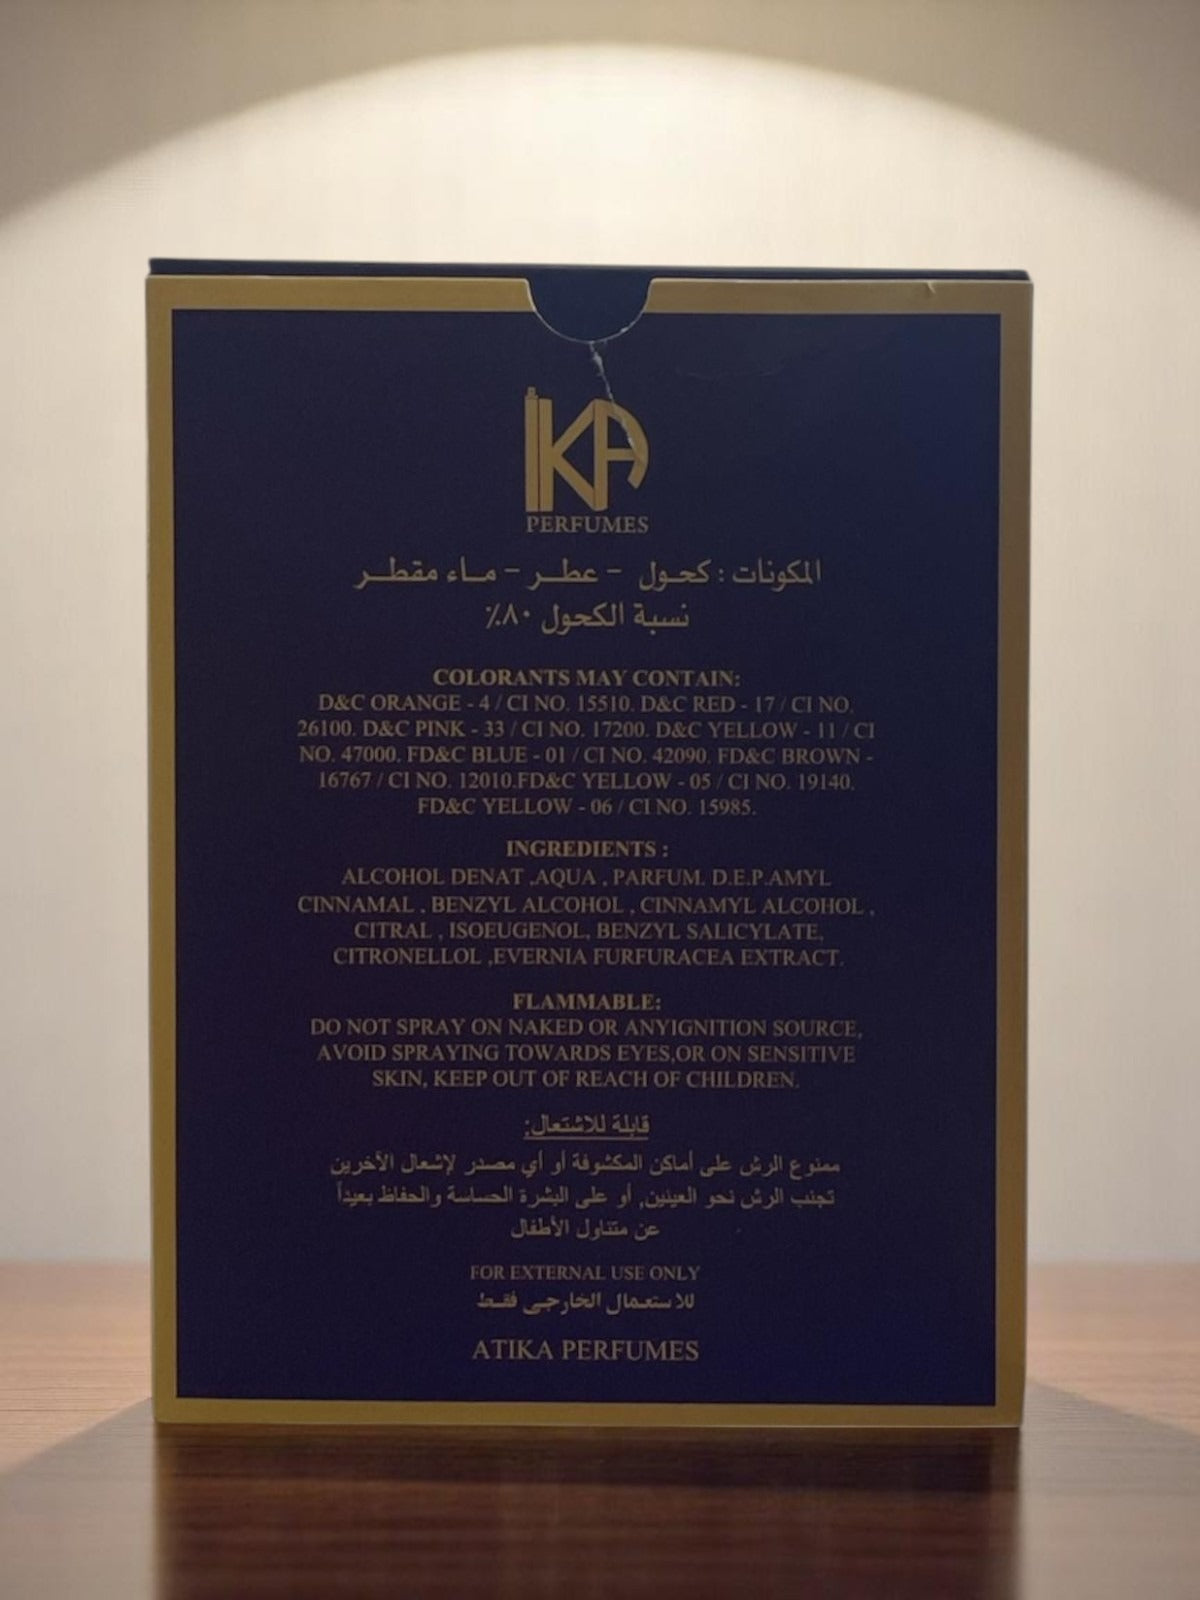 IKA
PERFUMES
المكونات : كحول - عطر - ماء مقطر
نسبة الكحول ٨٠٪
COLORANTS MAY CONTAIN:
D&C ORANGE - 4 / CI NO. 15510. D&C RED - 17 / CI NO.
26100. D&C PINK - 33 / CI NO. 17200. D&C YELLOW - 11 / CI
NO. 47000. FD&C BLUE - 01 / CI NO. 42090. FD&C BROWN -
16767 / CI NO. 12010.FD&C YELLOW - 05 / CI NO. 19140.
FD&C YELLOW - 06 / CI NO. 15985.
INGREDIENTS :
ALCOHOL DENAT .AQUA , PARFUM. D.E.P.AMYL
CINNAMAL , BENZYL ALCOHOL , CINNAMYL ALCOHOL ,
CITRAL , ISOEUGENOL, BENZYL SALICYLATE,
CITRONELLOL ,EVERNIA FURFURACEA EXTRACT.
FLAMMABLE:
DO NOT SPRAY ON NAKED OR ANYIGNITION SOURCE,
AVOID SPRAYING TOWARDS EYES,OR ON SENSITIVE
SKIN, KEEP OUT OF REACH OF CHILDREN.
قابلة للاشتعال:
ممنوع الرش على أماكن المكشوفة أو أي مصدر لإشعال الآخرين
تجنب الرش نحو العينين, أو على البشرة الحساسة والحفاظ بعيداً
عن متناول الأطفال
FOR EXTERNAL USE ONLY
للاستعمال الخارجي فقط
ATIKA PERFUMES